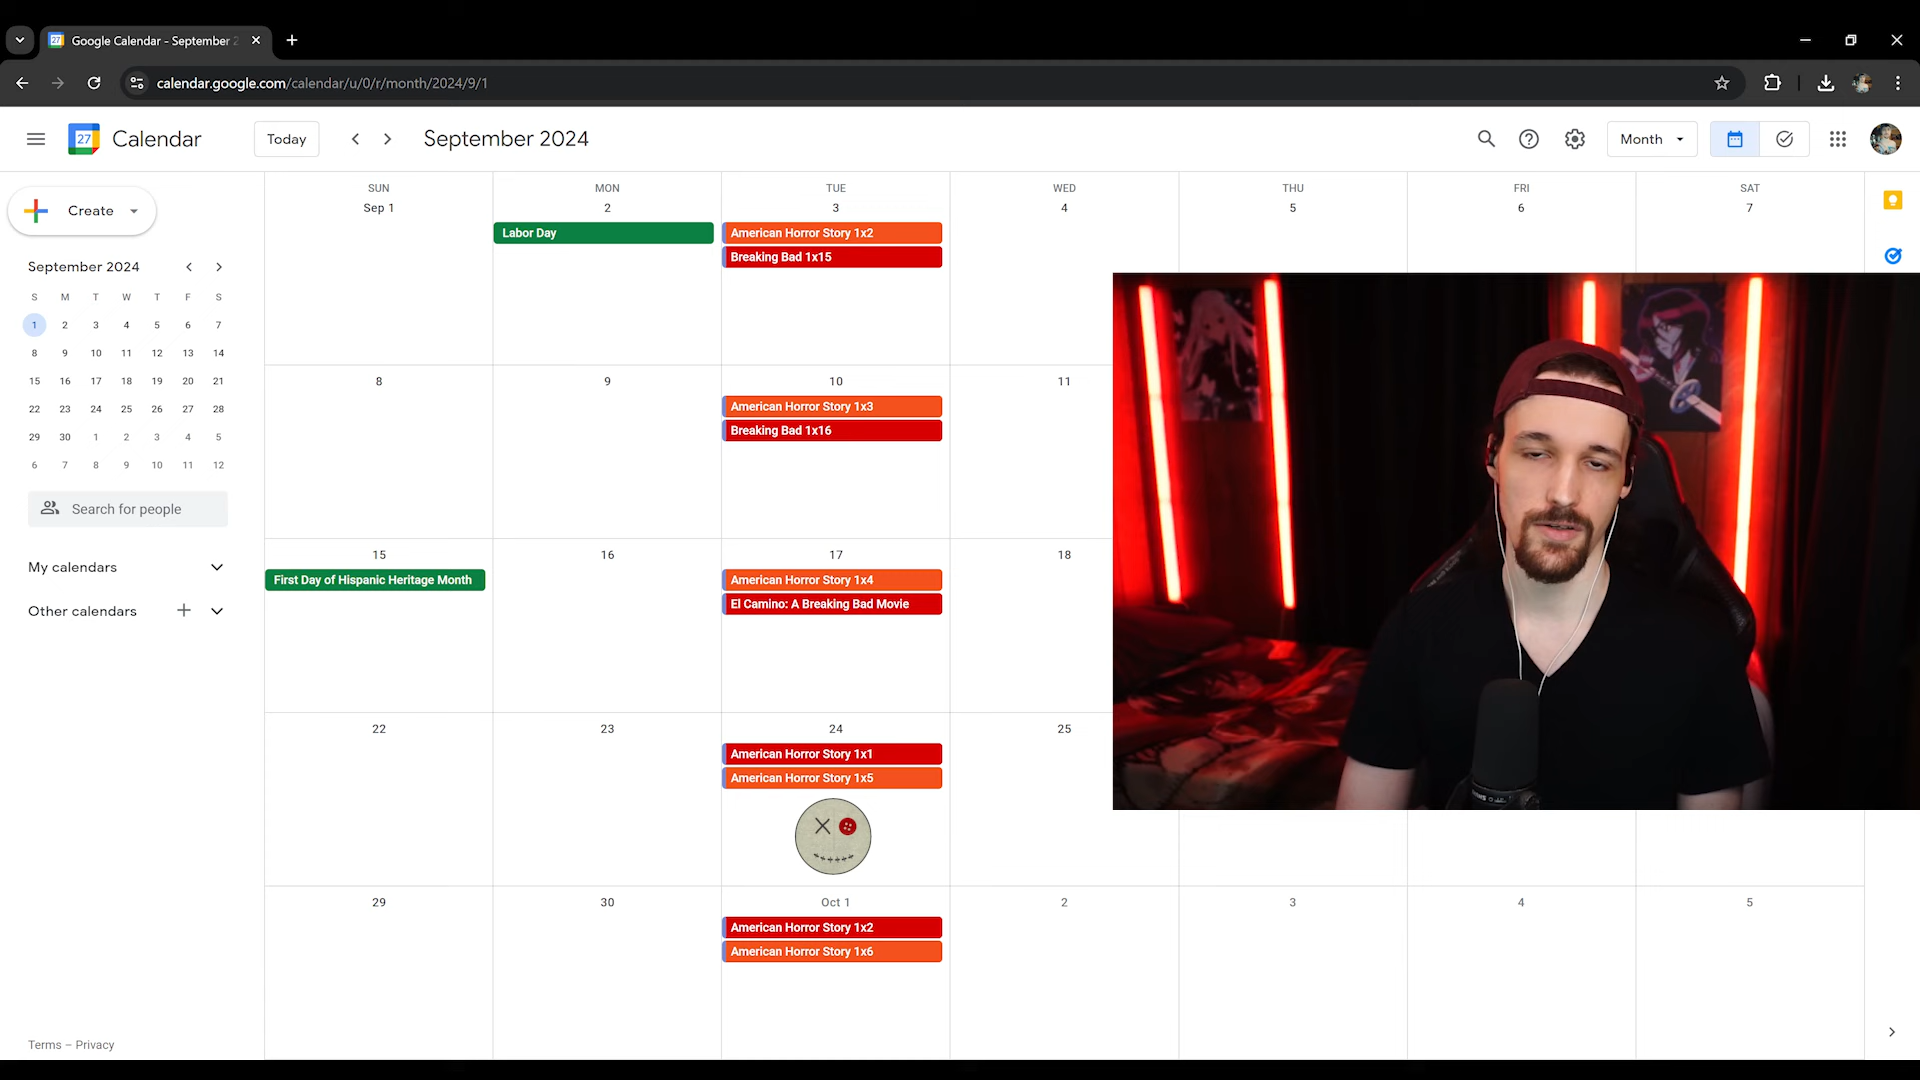 Google Calendar - September 2
calendar.google.com/calendar/u/0/r/month/2024/9/1
27
Calendar
Today
September 2024
Month
Create
September 2024
S M T W T F S
1 2 3 4 5 6 7
8 9 10 11 12 13 14
15 16 17 18 19 20 21
22 23 24 25 26 27 28
29 30 1 2 3 4 5
6 7 8 9 10 11 12
Search for people
My calendars
Other calendars
Terms – Privacy
SUN MON TUE WED THU FRI SAT
Sep 1 2 3 4 5 6 7
Labor Day
American Horror Story 1x2
Breaking Bad 1x15
8 9 10 11
American Horror Story 1x3
Breaking Bad 1x16
15 16 17 18
First Day of Hispanic Heritage Month
American Horror Story 1x4
El Camino: A Breaking Bad Movie
22 23 24 25
American Horror Story 1x1
American Horror Story 1x5
29 30 Oct 1 2 3 4 5
American Horror Story 1x2
American Horror Story 1x6